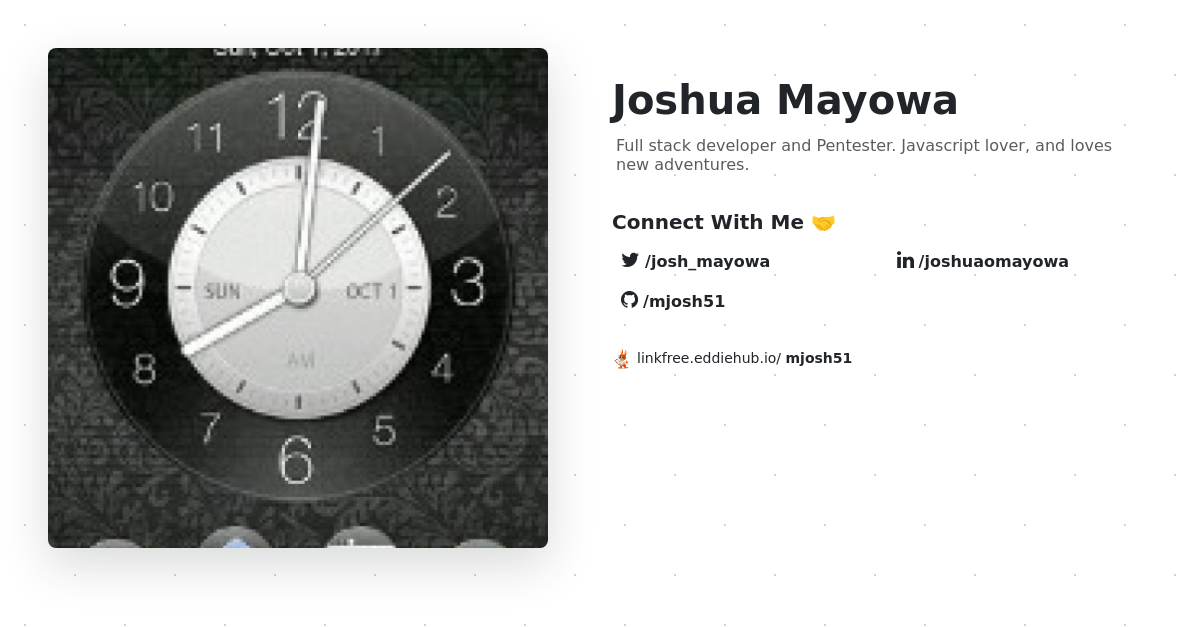 12
11
1
10
2
9
SUN
OCT 1
3
8
AM
4
7
5
6
Joshua Mayowa
Full stack developer and Pentester. Javascript lover, and loves
new adventures.
Connect With Me 🤝
/josh_mayowa
/joshuaomayowa
/mjosh51
linkfree.eddiehub.io/ mjosh51